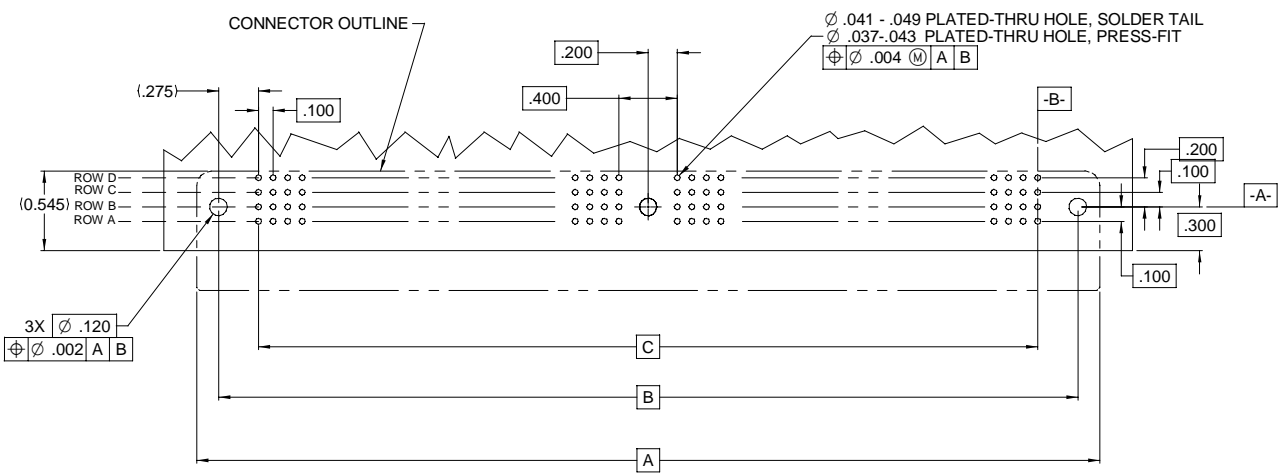 CONNECTOR OUTLINE
Ø .041 - .049 PLATED-THRU HOLE, SOLDER TAIL
Ø .037-.043 PLATED-THRU HOLE, PRESS-FIT
⌖ Ø .004 Ⓜ A B
.200
(.275)
.100
.400
-B-
.200
.100
ROW D
ROW C
ROW B
ROW A
(0.545)
-A-
.300
.100
3X Ø .120
⌖ Ø .002 A B
C
B
A